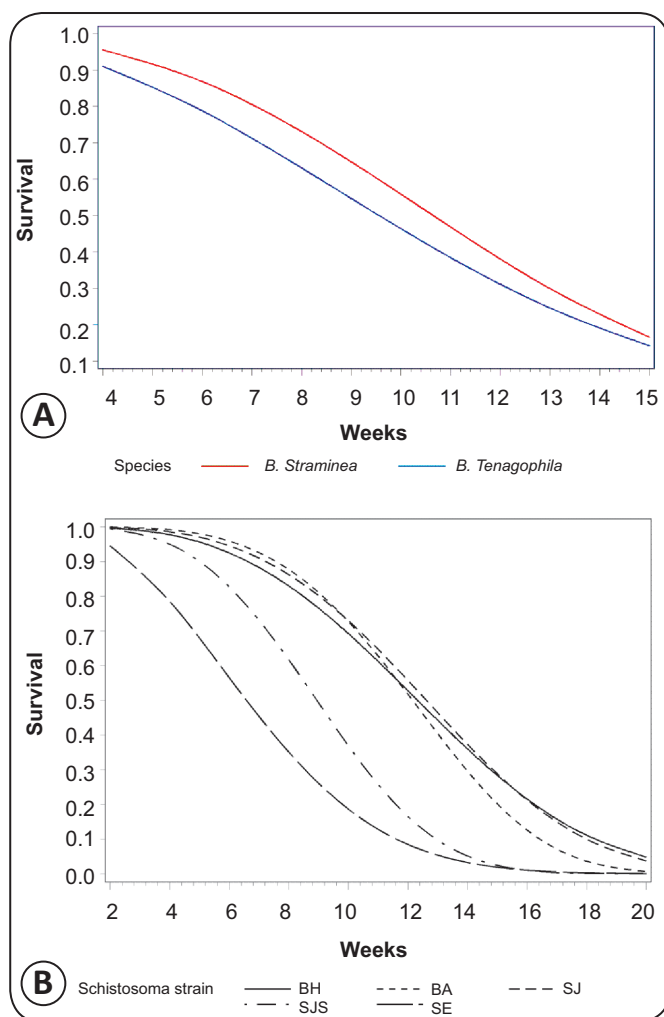 1.0
0.9
0.8
0.7
0.6
0.5
0.4
0.3
0.2
0.1
Survival
4 5 6 7 8 9 10 11 12 13 14 15
A
Weeks
Species B. Straminea B. Tenagophila
1.0
0.9
0.8
0.7
0.6
0.5
0.4
0.3
0.2
0.1
0.0
Survival
2 4 6 8 10 12 14 16 18 20
Weeks
B
Schistosoma strain BH BA SJ
SJS SE